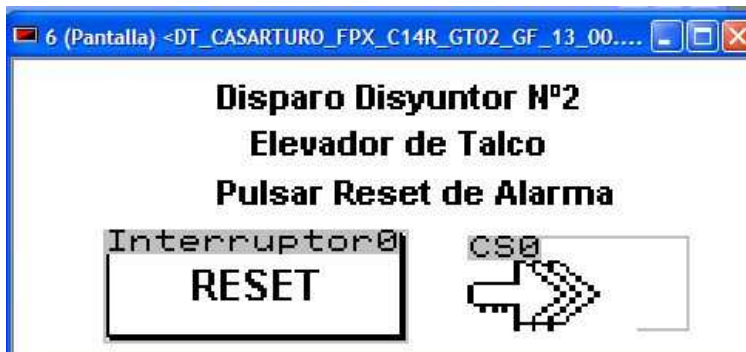 6 (Pantalla) <DT_CASARTURO_FPX_C14R_GT02_GF_13_00....
Disparo Disyuntor Nº2
Elevador de Talco
Pulsar Reset de Alarma
Interruptor0
CS0
RESET